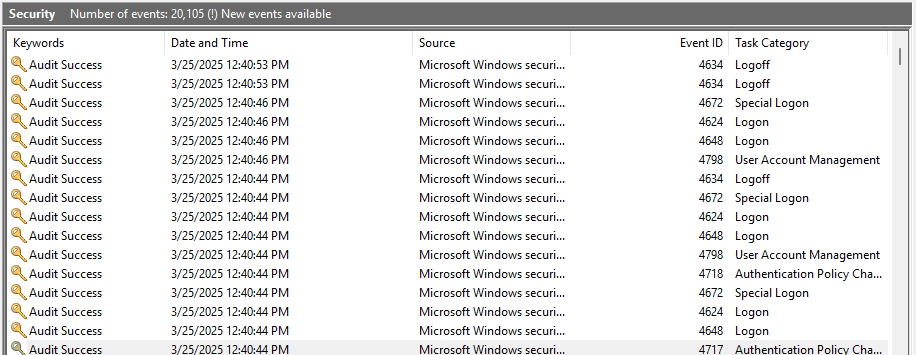 Security Number of events: 20,105 (!) New events available
Keywords Date and Time Source Event ID Task Category
Audit Success 3/25/2025 12:40:53 PM Microsoft Windows securi... 4634 Logoff
Audit Success 3/25/2025 12:40:53 PM Microsoft Windows securi... 4634 Logoff
Audit Success 3/25/2025 12:40:46 PM Microsoft Windows securi... 4672 Special Logon
Audit Success 3/25/2025 12:40:46 PM Microsoft Windows securi... 4624 Logon
Audit Success 3/25/2025 12:40:46 PM Microsoft Windows securi... 4648 Logon
Audit Success 3/25/2025 12:40:46 PM Microsoft Windows securi... 4798 User Account Management
Audit Success 3/25/2025 12:40:44 PM Microsoft Windows securi... 4634 Logoff
Audit Success 3/25/2025 12:40:44 PM Microsoft Windows securi... 4672 Special Logon
Audit Success 3/25/2025 12:40:44 PM Microsoft Windows securi... 4624 Logon
Audit Success 3/25/2025 12:40:44 PM Microsoft Windows securi... 4648 Logon
Audit Success 3/25/2025 12:40:44 PM Microsoft Windows securi... 4798 User Account Management
Audit Success 3/25/2025 12:40:44 PM Microsoft Windows securi... 4718 Authentication Policy Cha...
Audit Success 3/25/2025 12:40:44 PM Microsoft Windows securi... 4672 Special Logon
Audit Success 3/25/2025 12:40:44 PM Microsoft Windows securi... 4624 Logon
Audit Success 3/25/2025 12:40:44 PM Microsoft Windows securi... 4648 Logon
Audit Success 3/25/2025 12:40:44 PM Microsoft Windows securi... 4717 Authentication Policy Cha...